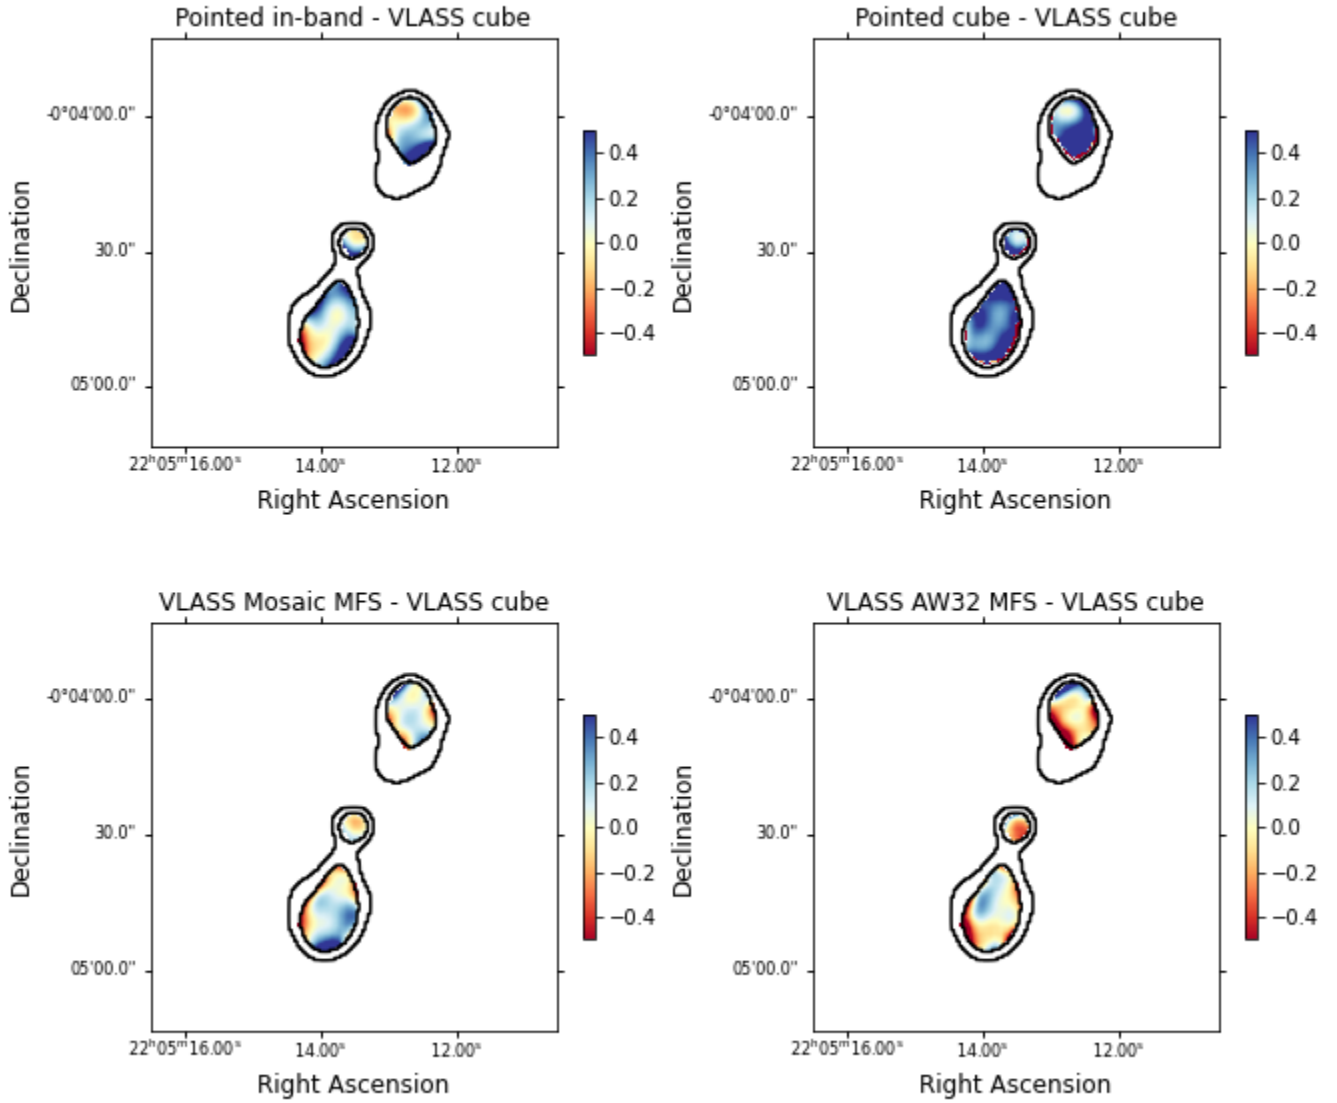 Pointed in-band - VLASS cube
Pointed cube - VLASS cube
-0°04'00.0"
30.0"
05'00.0"
Declination
22ʰ05ᵐ16.00ˢ 14.00ˢ 12.00ˢ
Right Ascension
0.4
0.2
0.0
−0.2
−0.4
-0°04'00.0"
30.0"
05'00.0"
Declination
22ʰ05ᵐ16.00ˢ 14.00ˢ 12.00ˢ
Right Ascension
0.4
0.2
0.0
−0.2
−0.4
VLASS Mosaic MFS - VLASS cube
VLASS AW32 MFS - VLASS cube
-0°04'00.0"
30.0"
05'00.0"
Declination
22ʰ05ᵐ16.00ˢ 14.00ˢ 12.00ˢ
Right Ascension
0.4
0.2
0.0
−0.2
−0.4
-0°04'00.0"
30.0"
05'00.0"
Declination
22ʰ05ᵐ16.00ˢ 14.00ˢ 12.00ˢ
Right Ascension
0.4
0.2
0.0
−0.2
−0.4